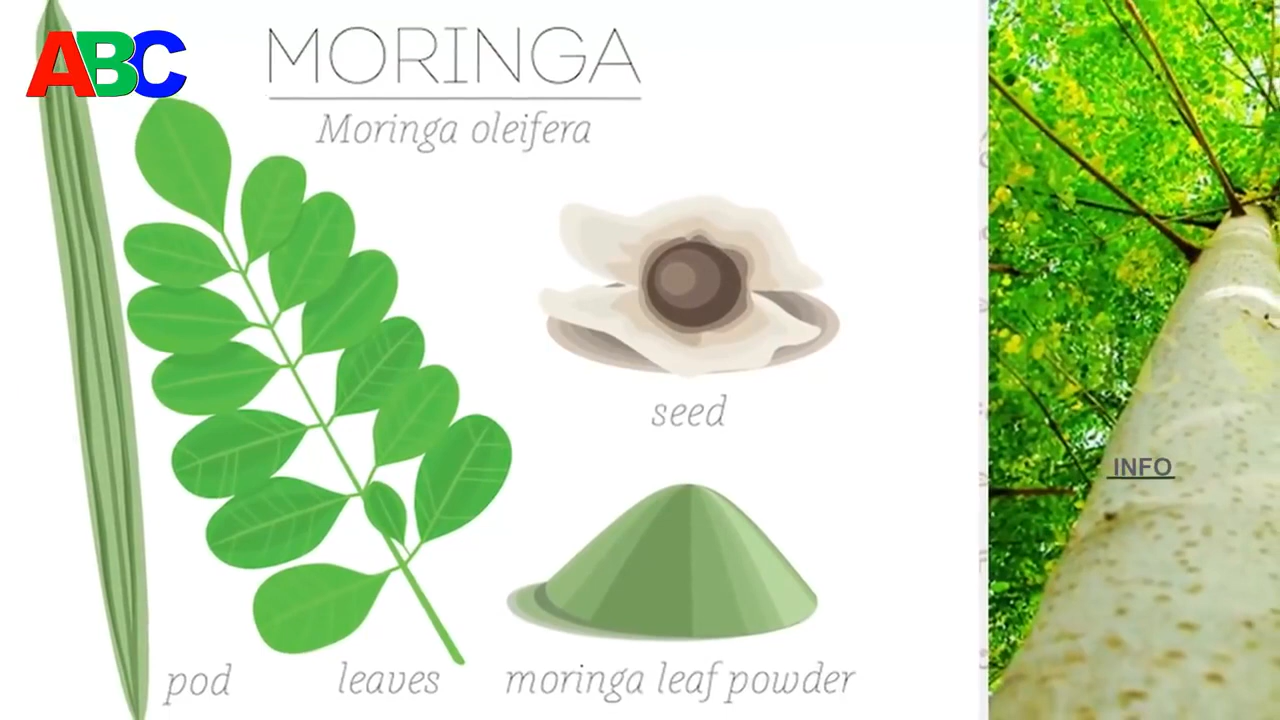 ABC
MORINGA
Moringa oleifera
seed
INFO
pod
leaves
moringa leaf powder